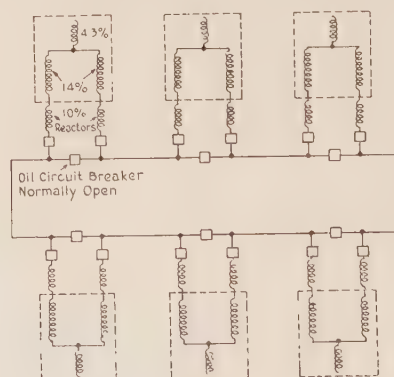 4.3%
14%
10%
Reactors
Oil Circuit Breaker
Normally Open